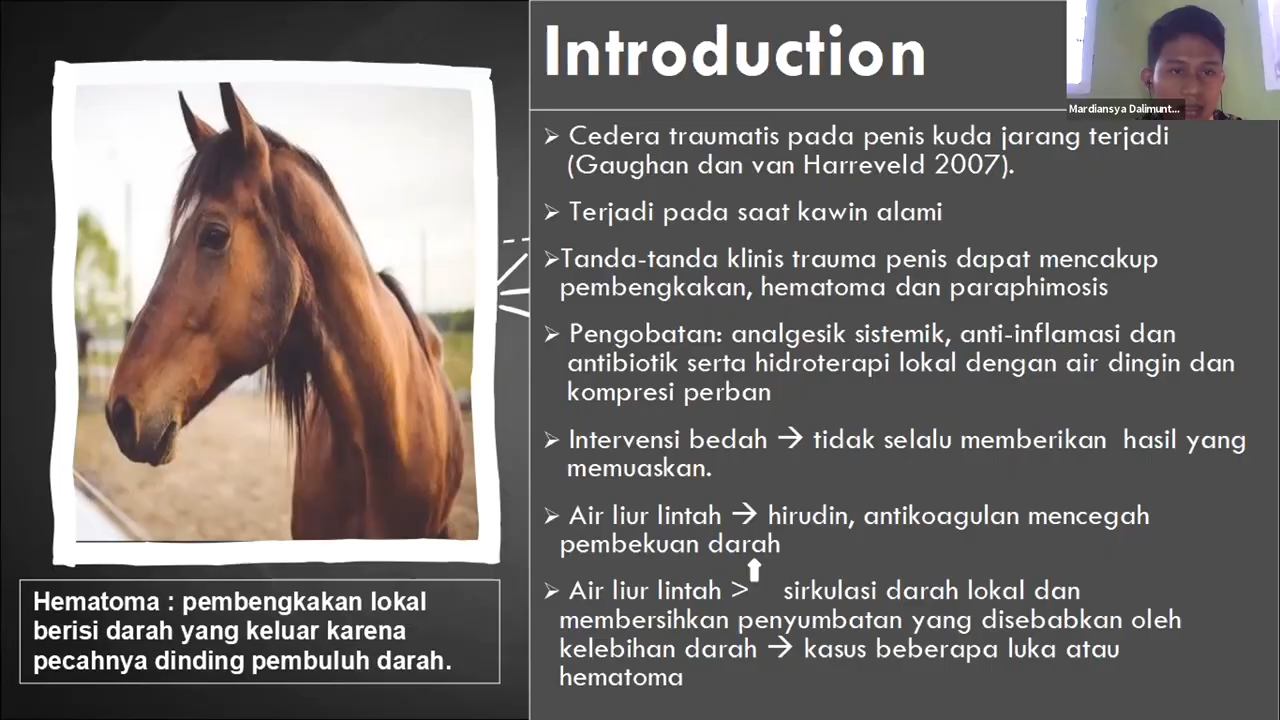 Introduction
Mardiansya Dalimunt...
➢ Cedera traumatis pada penis kuda jarang terjadi
(Gaughan dan van Harreveld 2007).
➢ Terjadi pada saat kawin alami
➢Tanda-tanda klinis trauma penis dapat mencakup
pembengkakan, hematoma dan paraphimosis
➢ Pengobatan: analgesik sistemik, anti-inflamasi dan
antibiotik serta hidroterapi lokal dengan air dingin dan
kompresi perban
➢ Intervensi bedah → tidak selalu memberikan hasil yang
memuaskan.
➢ Air liur lintah → hirudin, antikoagulan mencegah
pembekuan darah
➢ Air liur lintah > ⬆ sirkulasi darah lokal dan
membersihkan penyumbatan yang disebabkan oleh
kelebihan darah → kasus beberapa luka atau
hematoma
Hematoma : pembengkakan lokal
berisi darah yang keluar karena
pecahnya dinding pembuluh darah.